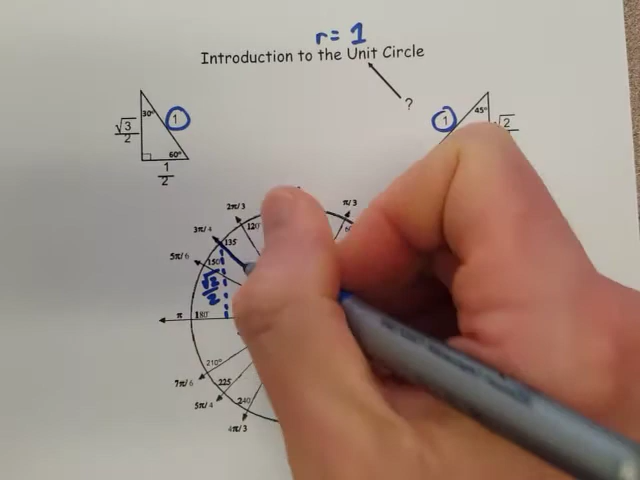 r= 1
Introduction to the Unit Circle
?
30° 1
√3/2
60°
1/2
1 45°
√2
2π/3 π/3
3π/4 120
135
5π/6 150
√2/2
π 180
210°
7π/6 225
5π/4 240
4π/3